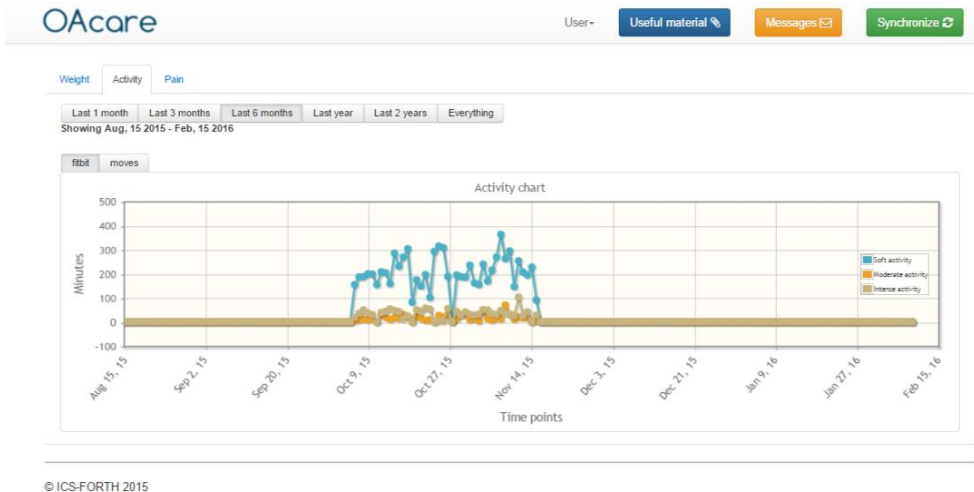 OAcare
User
Useful material
Messages
Synchronize
Weight Activity Pain
Last 1 month Last 3 months Last 6 months Last year Last 2 years Everything
Showing Aug, 15 2015 - Feb, 15 2016
fitbit moves
Activity chart
500
400
300
200
100
0
-100
Minutes
Soft activity
Moderate activity
Intense activity
Aug 15, 15
Sep 2, 15
Sep 20, 15
Oct 9, 15
Oct 27, 15
Nov 14, 15
Dec 3, 15
Dec 21, 15
Jan 9, 16
Jan 27, 16
Feb 15, 16
Time points
© ICS-FORTH 2015